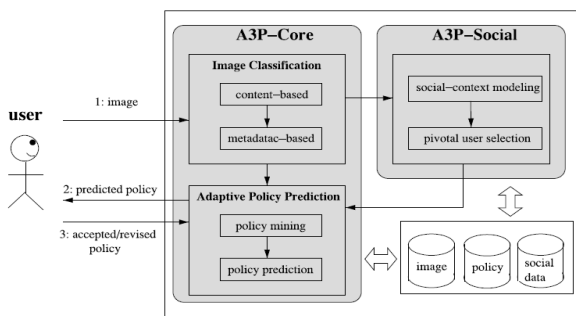 A3P–Core
A3P–Social
Image Classification
content–based
metadatac–based
social–context modeling
pivotal user selection
user
1: image
2: predicted policy
3: accepted/revised
policy
Adaptive Policy Prediction
policy mining
policy prediction
image
policy
social
data